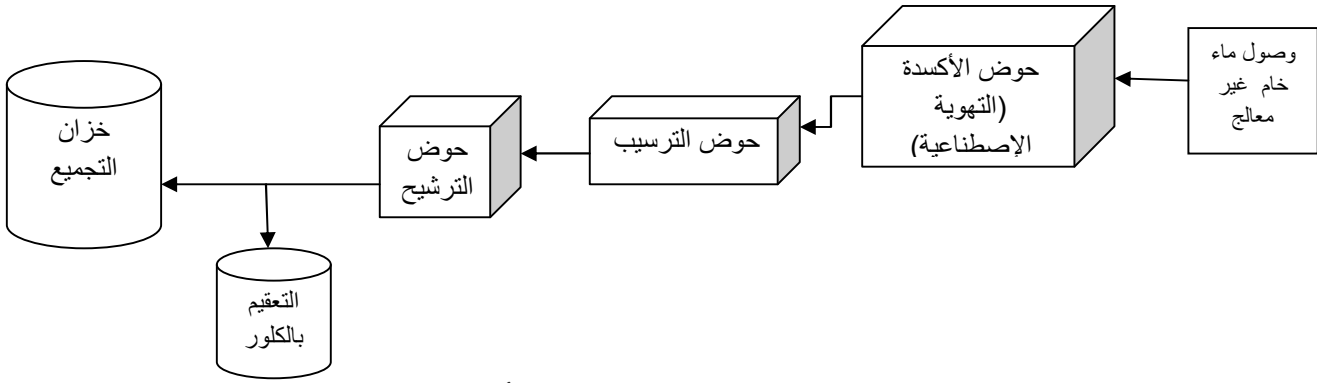 وصول ماء
خام غير
معالج
حوض الأكسدة
(التهوية
الإصطناعية)
حوض الترسيب
حوض
الترشيح
خزان
التجميع
التعقيم
بالكلور